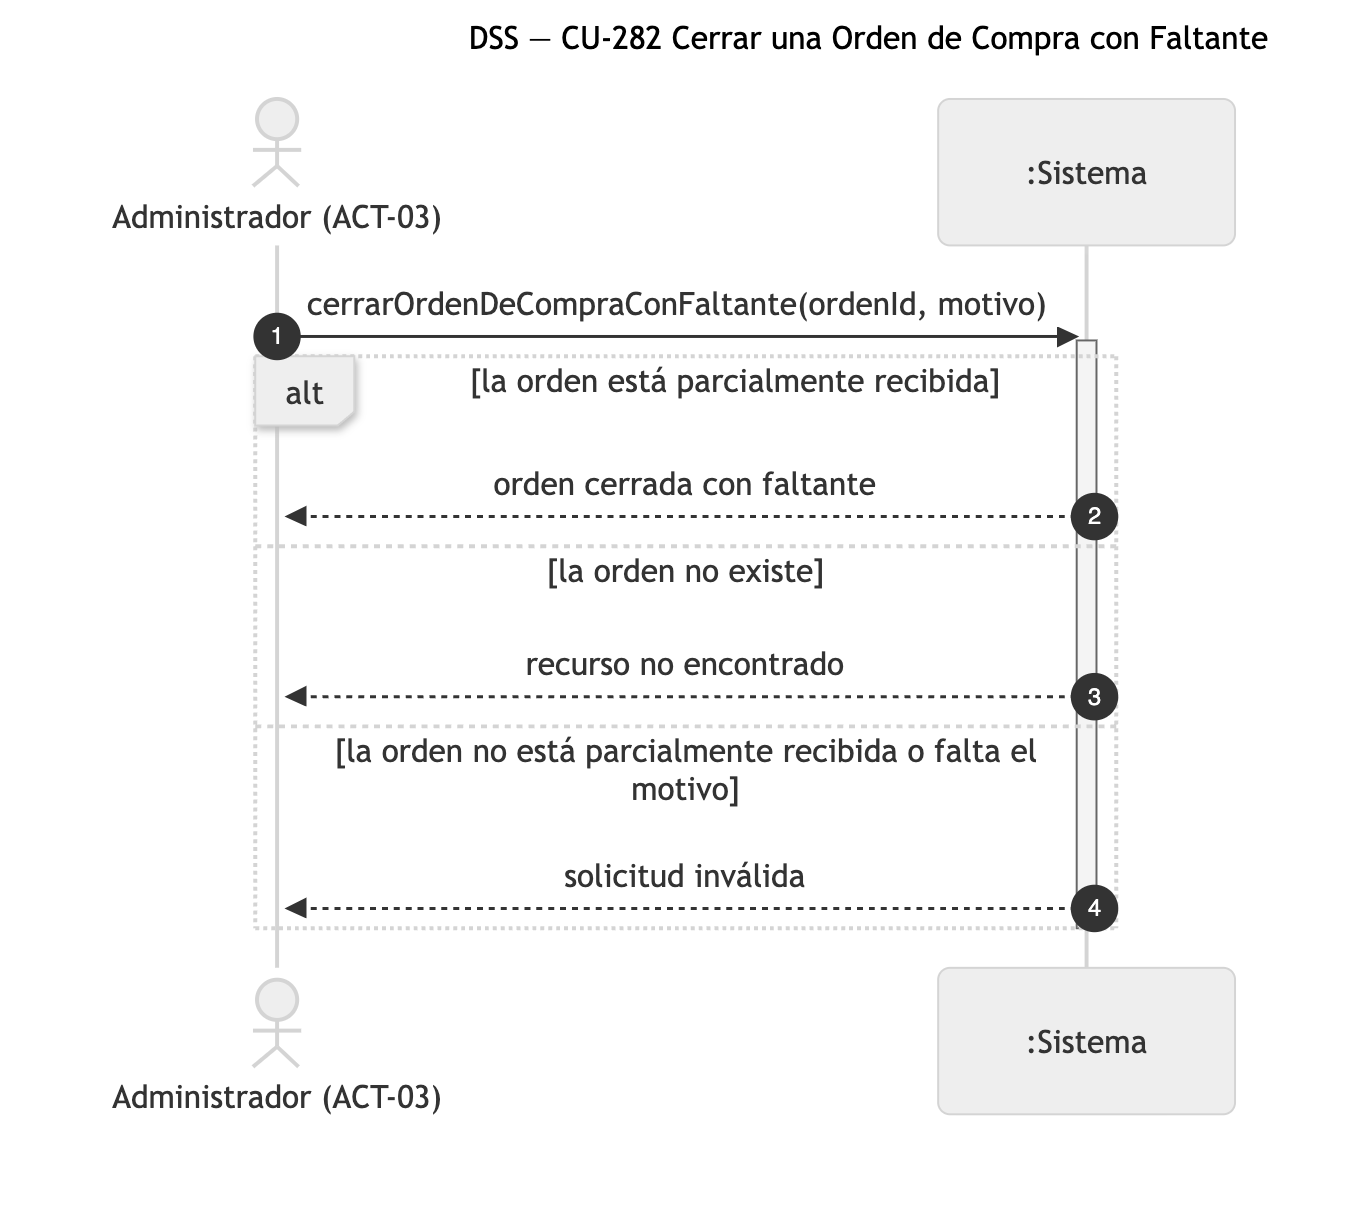 DSS — CU-282 Cerrar una Orden de Compra con Faltante
Administrador (ACT-03)
:Sistema
cerrarOrdenDeCompraConFaltante(ordenId, motivo)
1
alt
[la orden está parcialmente recibida]
orden cerrada con faltante
2
[la orden no existe]
recurso no encontrado
3
[la orden no está parcialmente recibida o falta el
motivo]
solicitud inválida
4
Administrador (ACT-03)
:Sistema